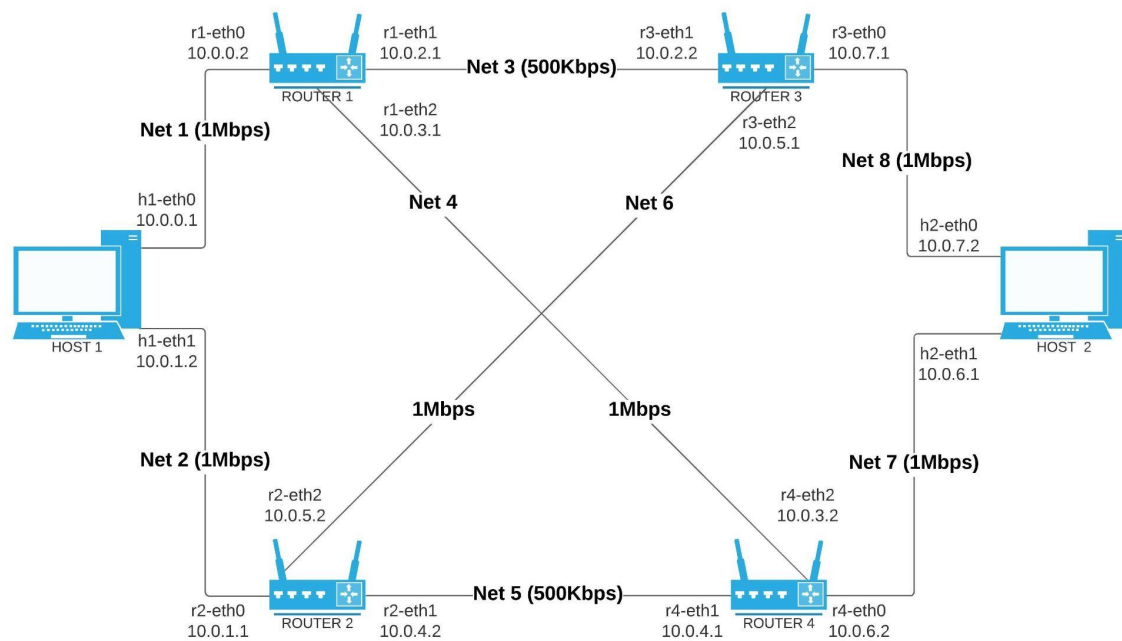 r1-eth0
10.0.0.2
r1-eth1
10.0.2.1
r3-eth1
10.0.2.2
r3-eth0
10.0.7.1
Net 3 (500Kbps)
ROUTER 1
ROUTER 3
r1-eth2
10.0.3.1
r3-eth2
10.0.5.1
Net 1 (1Mbps)
Net 8 (1Mbps)
h1-eth0
10.0.0.1
Net 4
Net 6
h2-eth0
10.0.7.2
HOST 1
h1-eth1
10.0.1.2
HOST 2
h2-eth1
10.0.6.1
1Mbps
1Mbps
Net 2 (1Mbps)
Net 7 (1Mbps)
r2-eth2
10.0.5.2
r4-eth2
10.0.3.2
Net 5 (500Kbps)
r2-eth0
10.0.1.1
ROUTER 2
r2-eth1
10.0.4.2
r4-eth1
10.0.4.1
ROUTER 4
r4-eth0
10.0.6.2